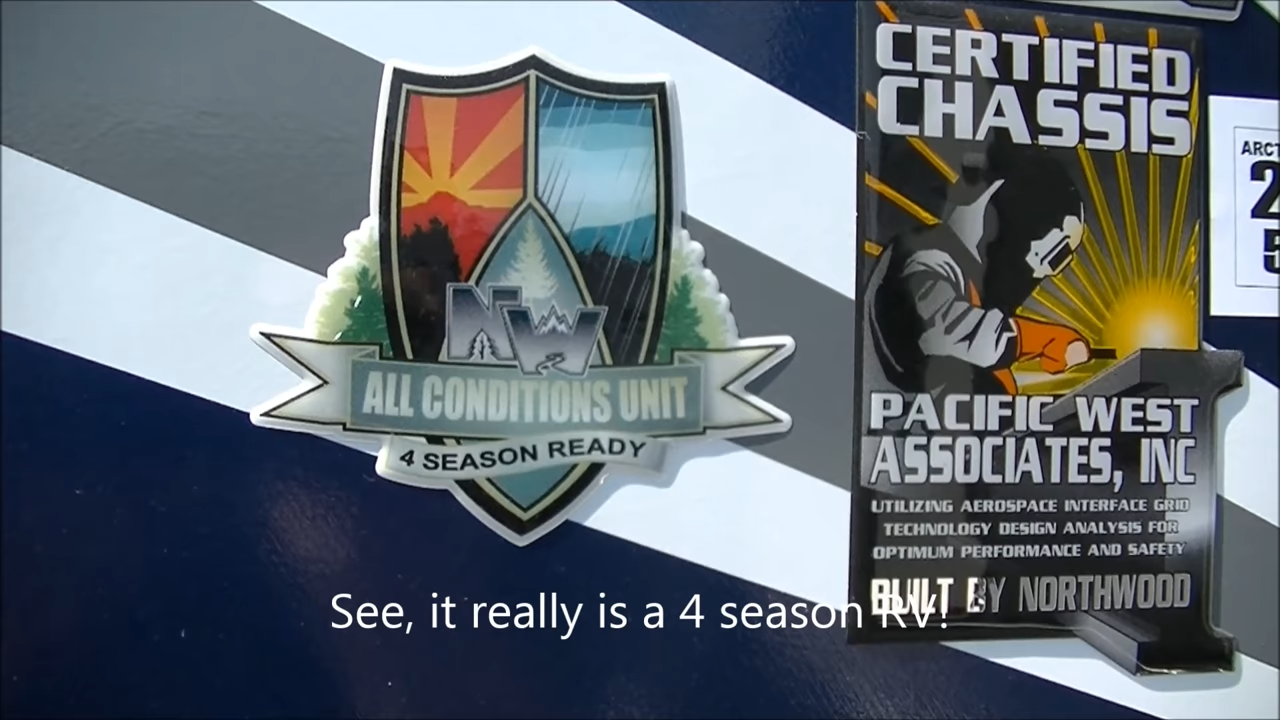 NW
ALL CONDITIONS UNIT
4 SEASON READY
CERTIFIED
CHASSIS
PACIFIC WEST
ASSOCIATES, INC
UTILIZING AEROSPACE INTERFACE GRID
TECHNOLOGY DESIGN ANALYSIS FOR
OPTIMUM PERFORMANCE AND SAFETY
BUILT BY NORTHWOOD
See, it really is a 4 season RV!